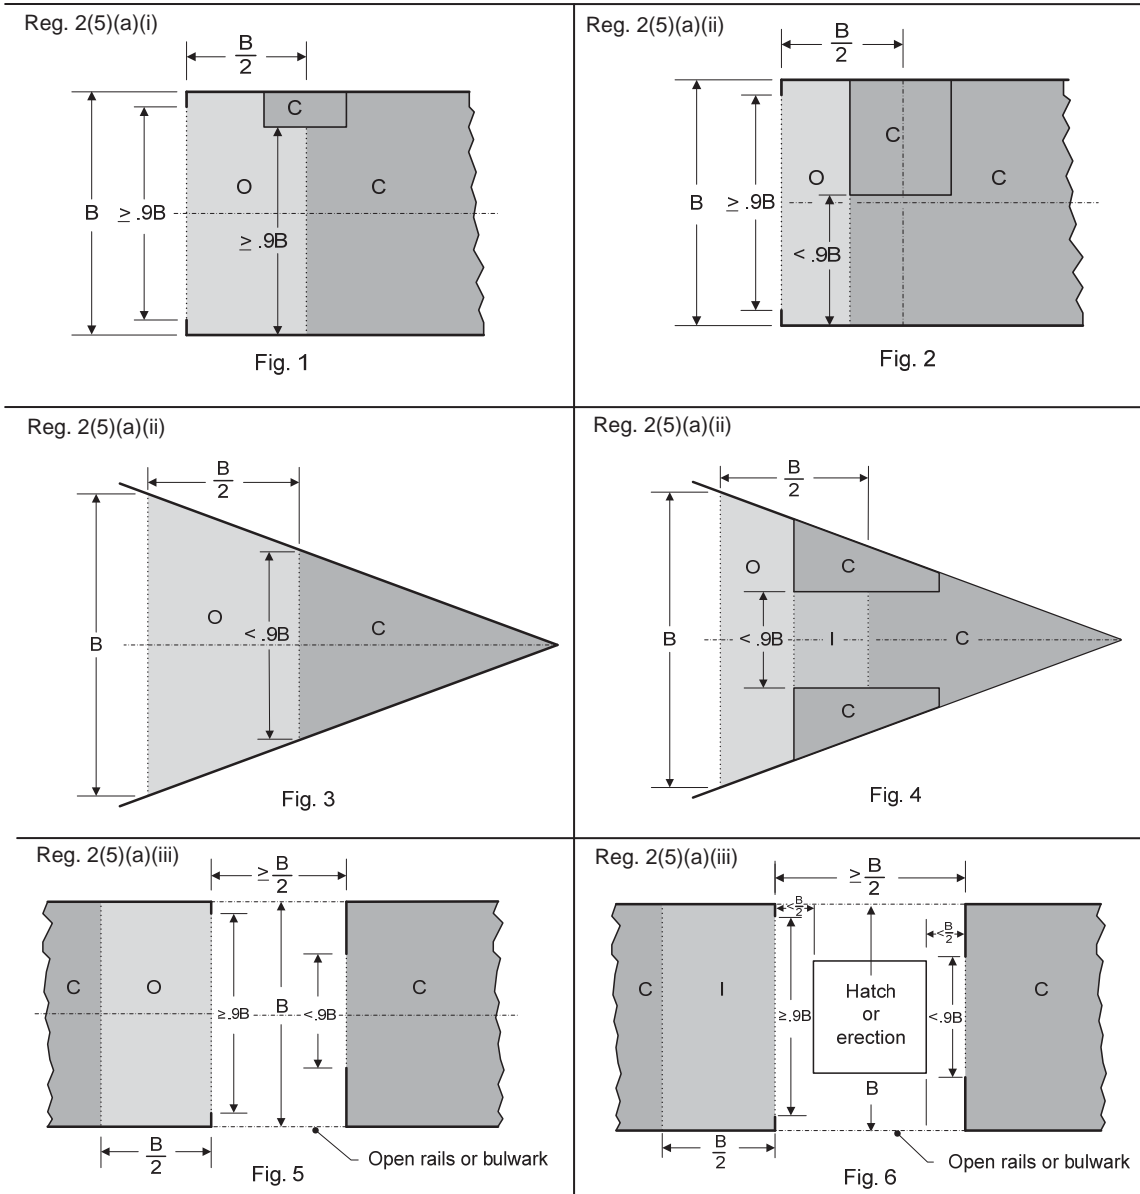 Reg. 2(5)(a)(i)
B
2
C
O
C
B
≥ .9B
≥ .9B
Fig. 1
Reg. 2(5)(a)(ii)
B
2
C
O
C
B
≥ .9B
< .9B
Fig. 2
Reg. 2(5)(a)(ii)
B
2
O
C
B
< .9B
Fig. 3
Reg. 2(5)(a)(ii)
B
2
O
C
B
< .9B
I
C
C
Fig. 4
Reg. 2(5)(a)(iii)
≥ B
2
C
O
C
≥ .9B
B
< .9B
B
2
Open rails or bulwark
Fig. 5
Reg. 2(5)(a)(iii)
≥ B
2
< B
2
< B
2
C
I
Hatch
or
erection
C
≥ .9B
< .9B
B
B
2
Open rails or bulwark
Fig. 6